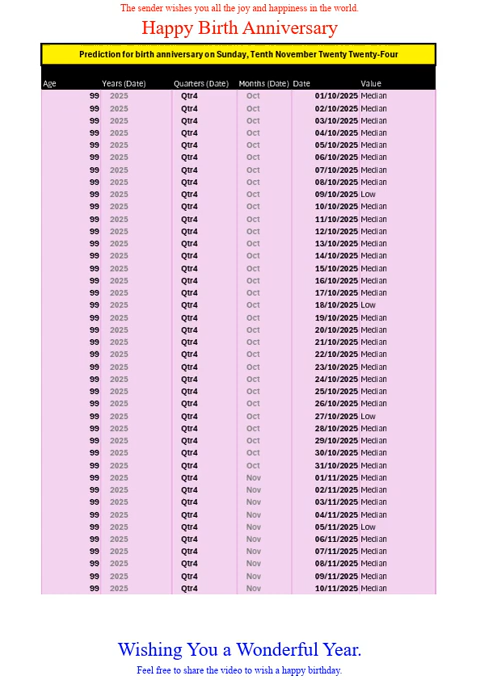 The sender wishes you all the joy and happiness in the world.
Happy Birth Anniversary
Prediction for birth anniversary on Sunday, Tenth November Twenty Twenty-Four
Age Years (Date) Quarters (Date) Months (Date) Date Value
99 2025 Qtr4 Oct 01/10/2025 Median
99 2025 Qtr4 Oct 02/10/2025 Median
99 2025 Qtr4 Oct 03/10/2025 Median
99 2025 Qtr4 Oct 04/10/2025 Median
99 2025 Qtr4 Oct 05/10/2025 Median
99 2025 Qtr4 Oct 06/10/2025 Median
99 2025 Qtr4 Oct 07/10/2025 Median
99 2025 Qtr4 Oct 08/10/2025 Median
99 2025 Qtr4 Oct 09/10/2025 Low
99 2025 Qtr4 Oct 10/10/2025 Median
99 2025 Qtr4 Oct 11/10/2025 Median
99 2025 Qtr4 Oct 12/10/2025 Median
99 2025 Qtr4 Oct 13/10/2025 Median
99 2025 Qtr4 Oct 14/10/2025 Median
99 2025 Qtr4 Oct 15/10/2025 Median
99 2025 Qtr4 Oct 16/10/2025 Median
99 2025 Qtr4 Oct 17/10/2025 Median
99 2025 Qtr4 Oct 18/10/2025 Low
99 2025 Qtr4 Oct 19/10/2025 Median
99 2025 Qtr4 Oct 20/10/2025 Median
99 2025 Qtr4 Oct 21/10/2025 Median
99 2025 Qtr4 Oct 22/10/2025 Median
99 2025 Qtr4 Oct 23/10/2025 Median
99 2025 Qtr4 Oct 24/10/2025 Median
99 2025 Qtr4 Oct 25/10/2025 Median
99 2025 Qtr4 Oct 26/10/2025 Median
99 2025 Qtr4 Oct 27/10/2025 Low
99 2025 Qtr4 Oct 28/10/2025 Median
99 2025 Qtr4 Oct 29/10/2025 Median
99 2025 Qtr4 Oct 30/10/2025 Median
99 2025 Qtr4 Oct 31/10/2025 Median
99 2025 Qtr4 Nov 01/11/2025 Median
99 2025 Qtr4 Nov 02/11/2025 Median
99 2025 Qtr4 Nov 03/11/2025 Median
99 2025 Qtr4 Nov 04/11/2025 Median
99 2025 Qtr4 Nov 05/11/2025 Low
99 2025 Qtr4 Nov 06/11/2025 Median
99 2025 Qtr4 Nov 07/11/2025 Median
99 2025 Qtr4 Nov 08/11/2025 Median
99 2025 Qtr4 Nov 09/11/2025 Median
99 2025 Qtr4 Nov 10/11/2025 Median
Wishing You a Wonderful Year.
Feel free to share the video to wish a happy birthday.